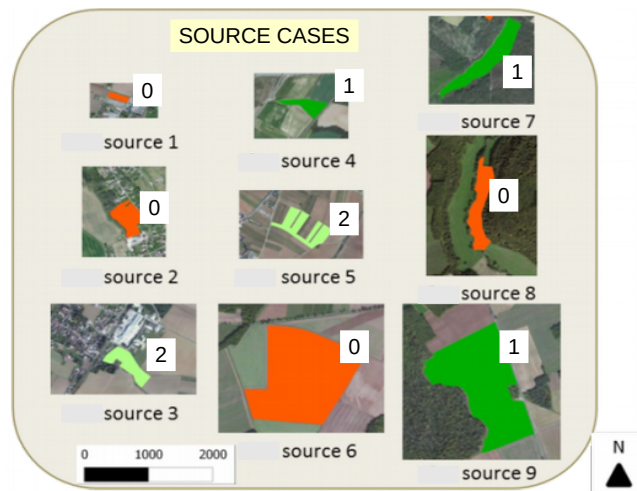 SOURCE CASES
0
source 1
1
source 4
1
source 7
0
source 2
2
source 5
0
source 8
2
source 3
0
source 6
1
source 9
0 1000 2000
N